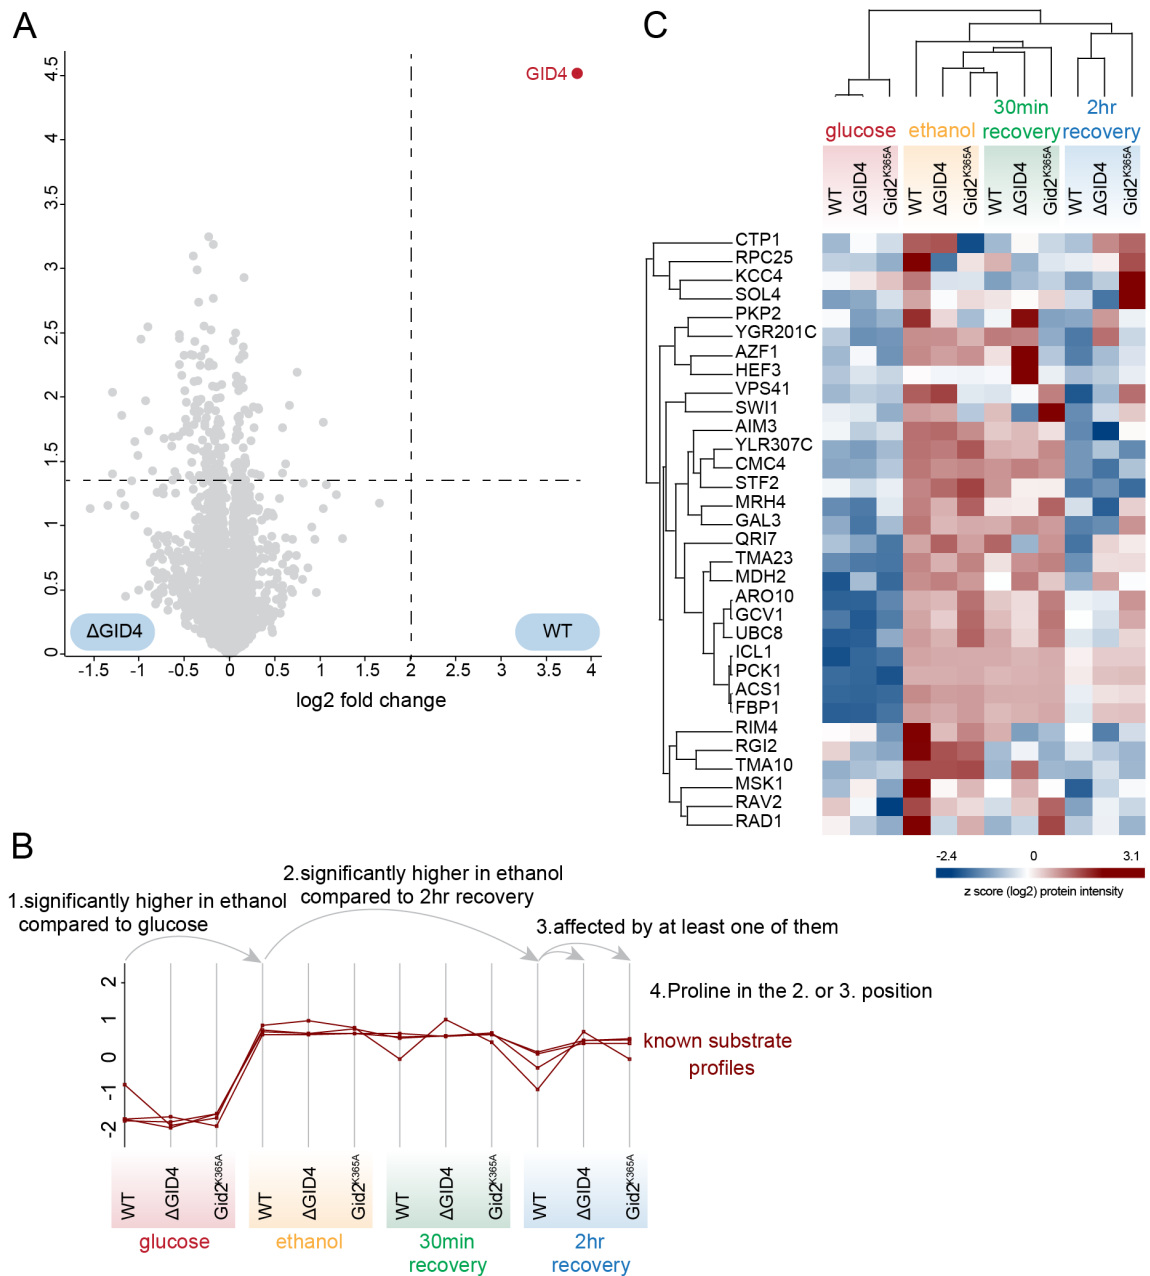 A
4.5
4
3.5
3
2.5
2
1.5
1
0.5
0
GID4
ΔGID4
WT
-1.5
-1
-0.5
0
0.5
1
1.5
2
2.5
3
3.5
4
log2 fold change
C
glucose
ethanol
30min
recovery
2hr
recovery
WT
ΔGID4
Gid2K365A
WT
ΔGID4
Gid2K365A
WT
ΔGID4
Gid2K365A
WT
ΔGID4
Gid2K365A
CTP1
RPC25
KCC4
SOL4
PKP2
YGR201C
AZF1
HEF3
VPS41
SWI1
AIM3
YLR307C
CMC4
STF2
MRH4
GAL3
QRI7
TMA23
MDH2
ARO10
GCV1
UBC8
ICL1
PCK1
ACS1
FBP1
RIM4
RGI2
TMA10
MSK1
RAV2
RAD1
-2.4
0
3.1
z score (log2) protein intensity
B
1.significantly higher in ethanol
compared to glucose
2.significantly higher in ethanol
compared to 2hr recovery
3.affected by at least one of them
4.Proline in the 2. or 3. position
known substrate
profiles
2
1
0
-1
-2
WT
ΔGID4
Gid2K365A
WT
ΔGID4
Gid2K365A
WT
ΔGID4
Gid2K365A
WT
ΔGID4
Gid2K365A
glucose
ethanol
30min
recovery
2hr
recovery